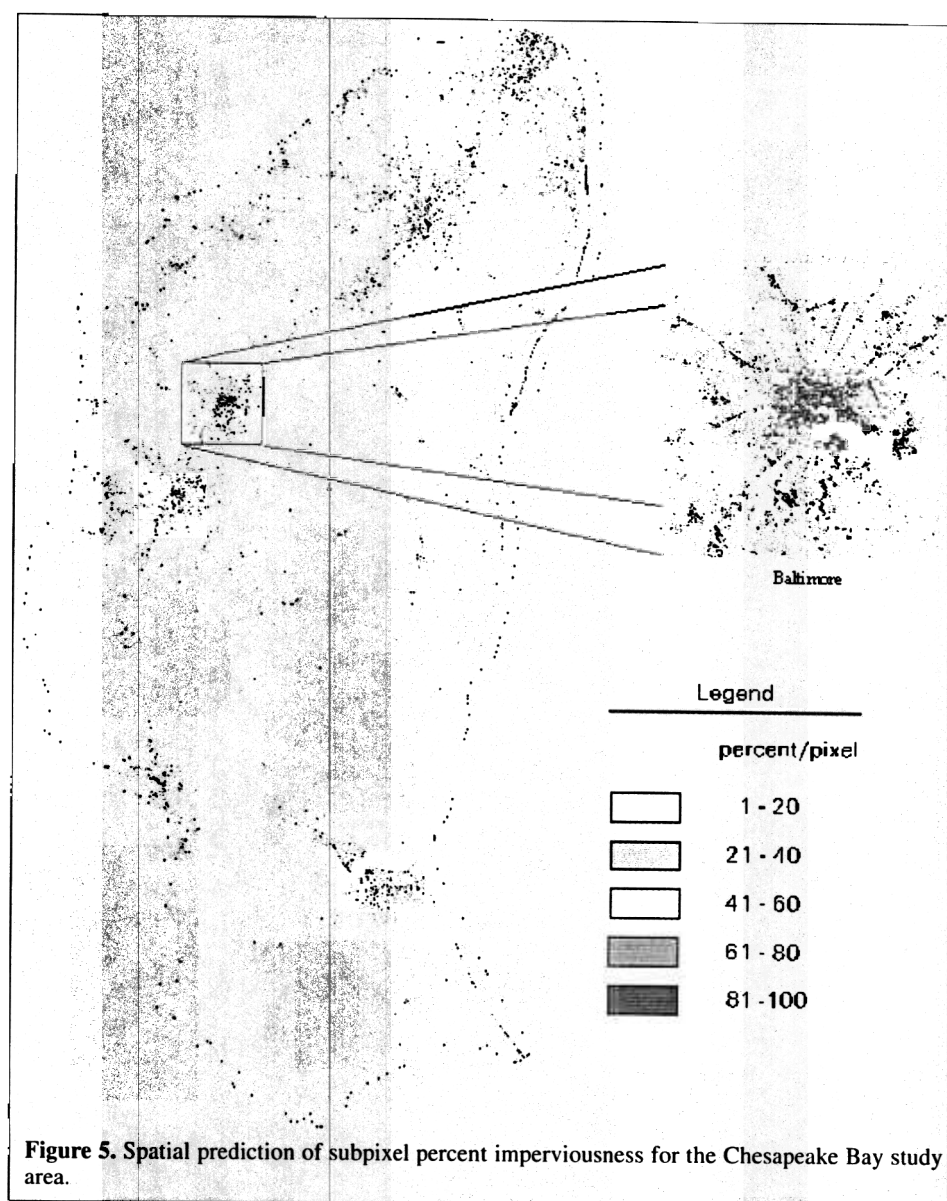 Baltimore
Legend
percent/pixel
1 - 20
21 - 40
41 - 60
61 - 80
81 - 100
Figure 5. Spatial prediction of subpixel percent imperviousness for the Chesapeake Bay study
area.